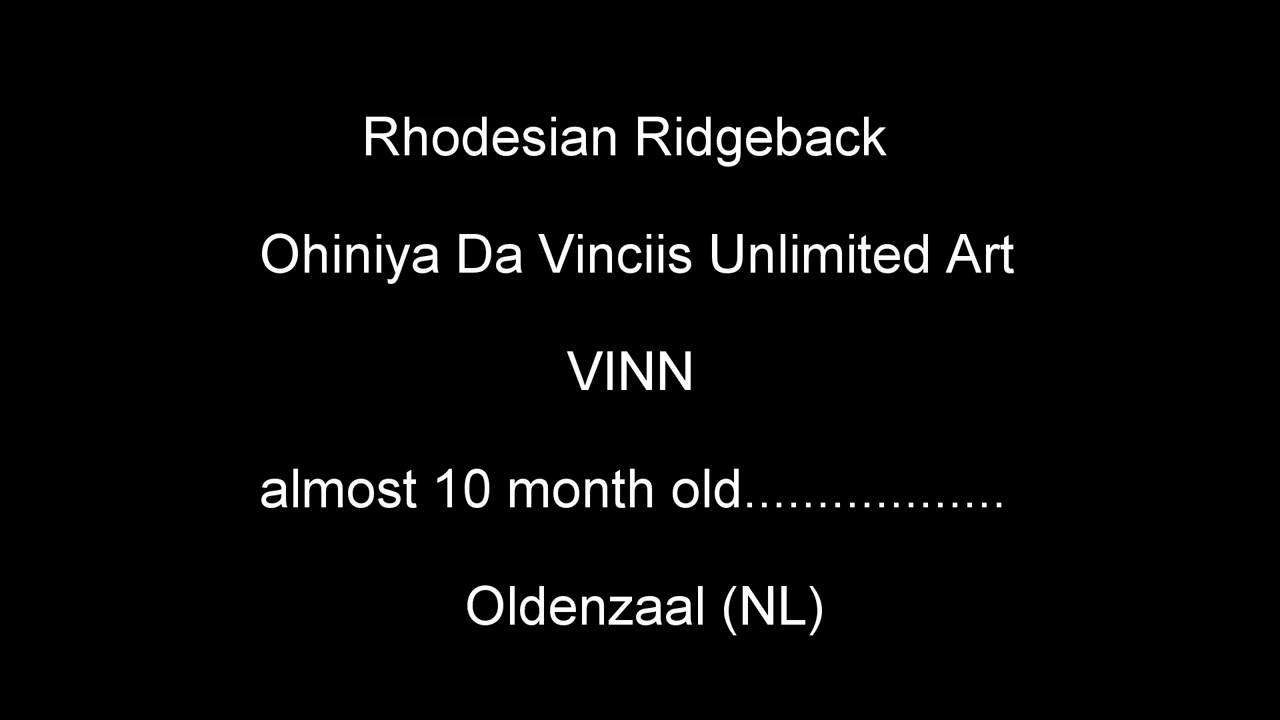 Rhodesian Ridgeback
Ohiniya Da Vinciis Unlimited Art
VINN
almost 10 month old..................
Oldenzaal (NL)